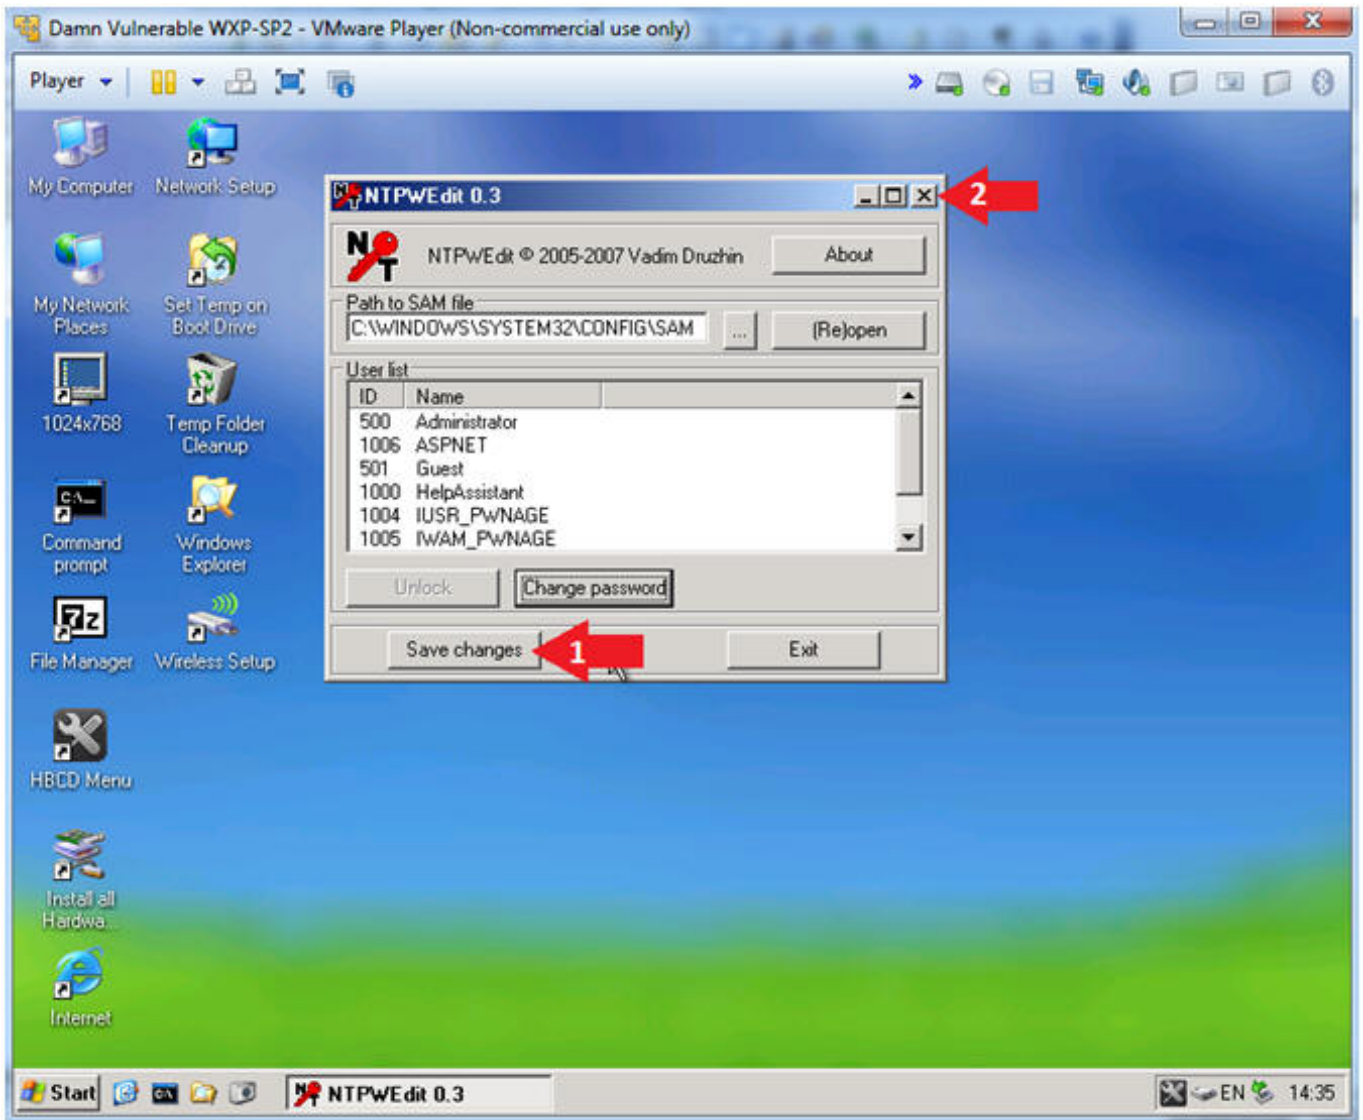 Damn Vulnerable WXP-SP2 - VMware Player (Non-commercial use only)
Player
My Computer
Network Setup
My Network
Places
Set Temp on
Boot Drive
1024x768
Temp Folder
Cleanup
C:\_
Command
prompt
Windows
Explorer
7z
File Manager
Wireless Setup
HBCD Menu
Install all
Hardwa...
Internet
NTPWEdit 0.3
2
NT
NTPWEdit © 2005-2007 Vadim Druzhin
About
Path to SAM file
C:\WINDOWS\SYSTEM32\CONFIG\SAM
...
(Re)open
User list
ID Name
500 Administrator
1006 ASPNET
501 Guest
1000 HelpAssistant
1004 IUSR_PWNAGE
1005 IWAM_PWNAGE
Unlock
Change password
Save changes
1
Exit
Start
NTPWEdit 0.3
EN
14:35